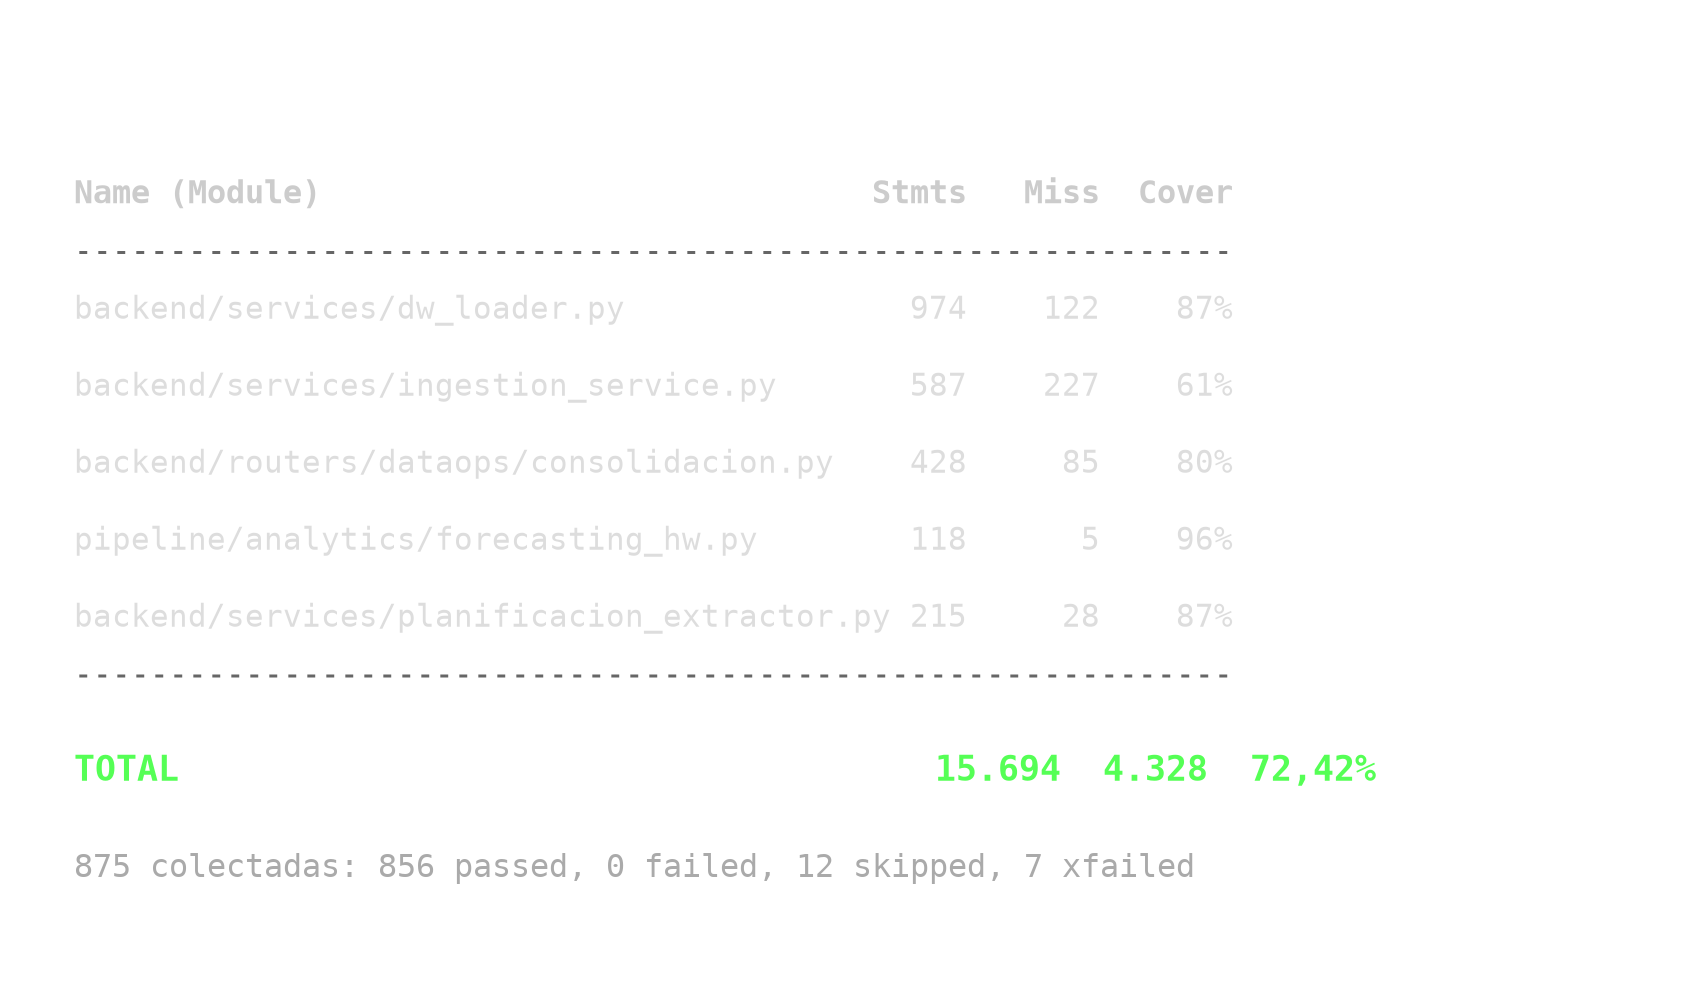 Name (Module) Stmts Miss Cover
-------------------------------------------------------------
backend/services/dw_loader.py 974 122 87%
backend/services/ingestion_service.py 587 227 61%
backend/routers/dataops/consolidacion.py 428 85 80%
pipeline/analytics/forecasting_hw.py 118 5 96%
backend/services/planificacion_extractor.py 215 28 87%
-------------------------------------------------------------
TOTAL 15.694 4.328 72,42%
875 colectadas: 856 passed, 0 failed, 12 skipped, 7 xfailed